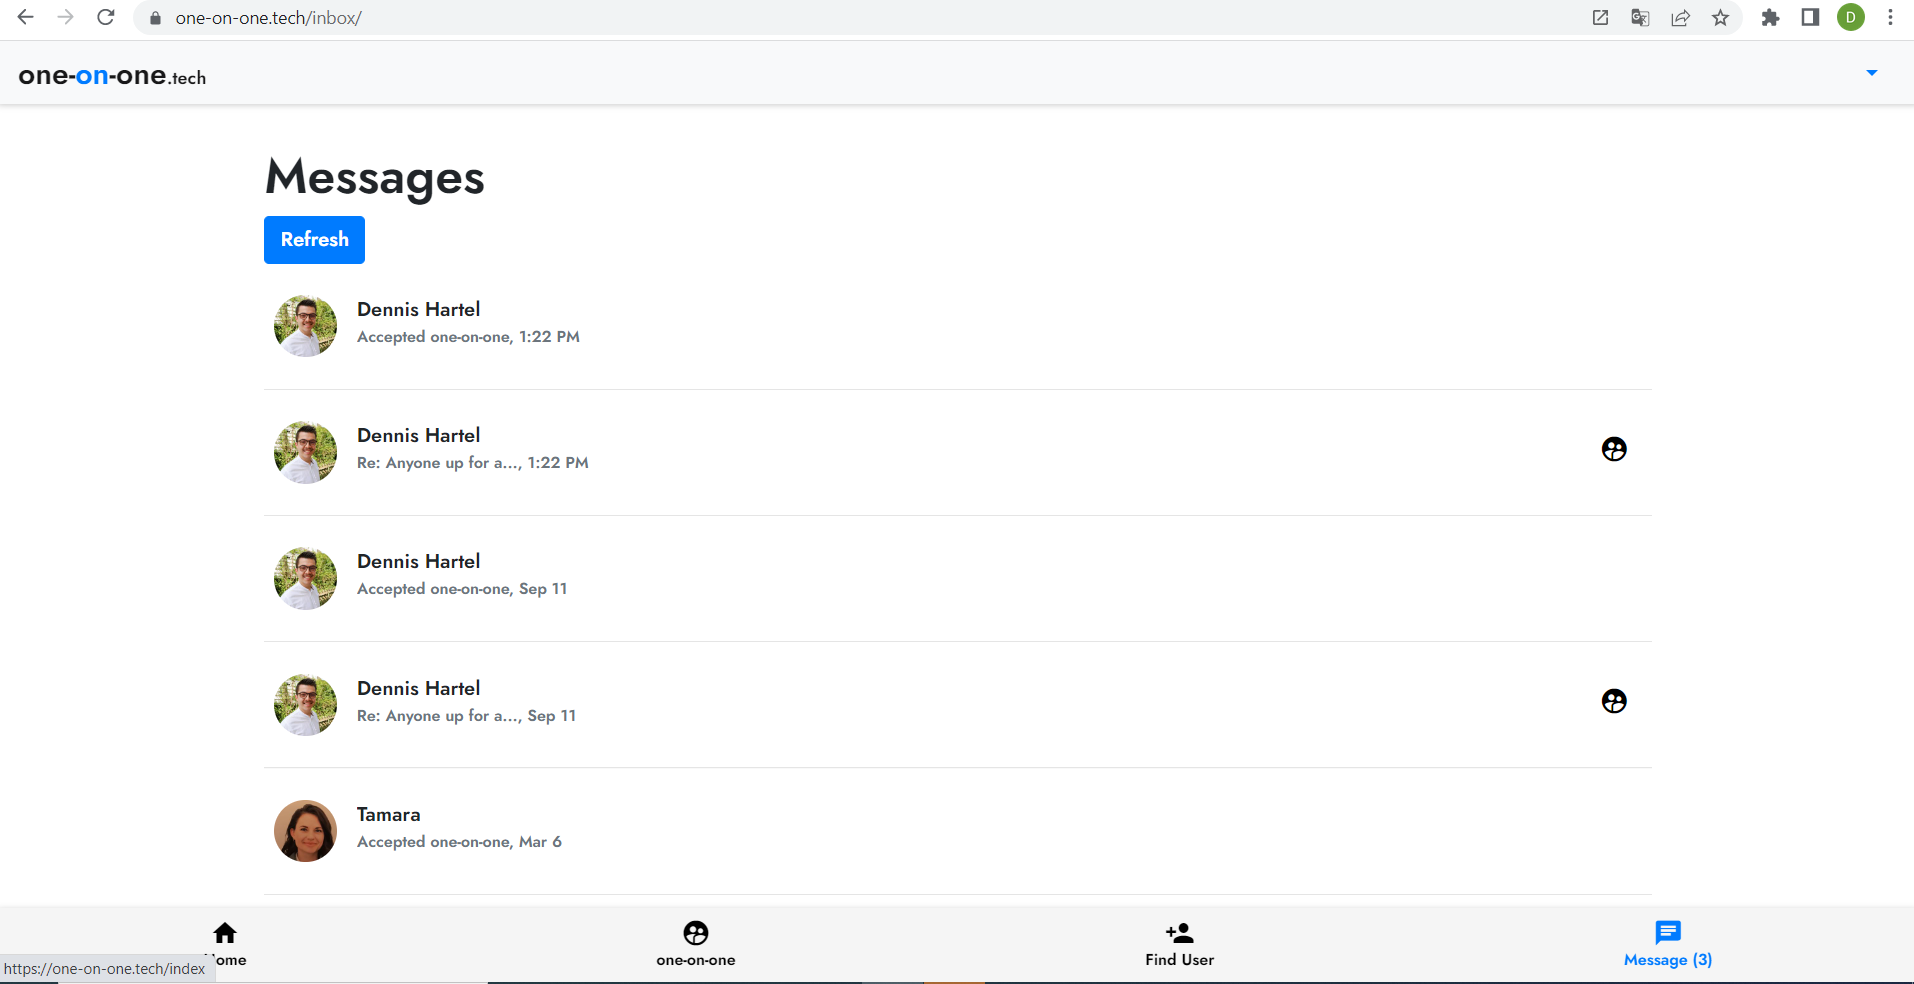 one-on-one.tech/inbox/
D
one-on-one.tech
Messages
Refresh
Dennis Hartel
Accepted one-on-one, 1:22 PM
Dennis Hartel
Re: Anyone up for a..., 1:22 PM
Dennis Hartel
Accepted one-on-one, Sep 11
Dennis Hartel
Re: Anyone up for a..., Sep 11
Tamara
Accepted one-on-one, Mar 6
ome
one-on-one
Find User
Message (3)
https://one-on-one.tech/index